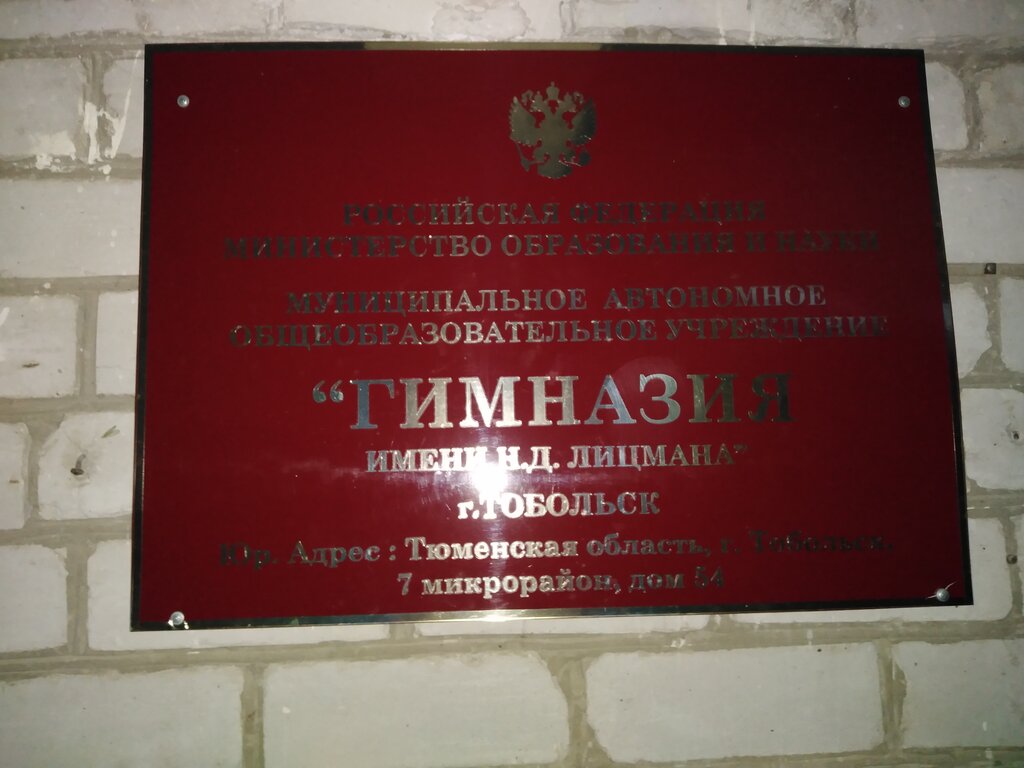 РОССИЙСКАЯ ФЕДЕРАЦИЯ
МИНИСТЕРСТВО ОБРАЗОВАНИЯ И НАУКИ
МУНИЦИПАЛЬНОЕ АВТОНОМНОЕ
ОБЩЕОБРАЗОВАТЕЛЬНОЕ УЧРЕЖДЕНИЕ
“ГИМНАЗИЯ
ИМЕНИ Н.Д. ЛИЦМАНА”
г.ТОБОЛЬСК
Юр. Адрес : Тюменская область, г. Тобольск,
7 микрорайон, дом 54